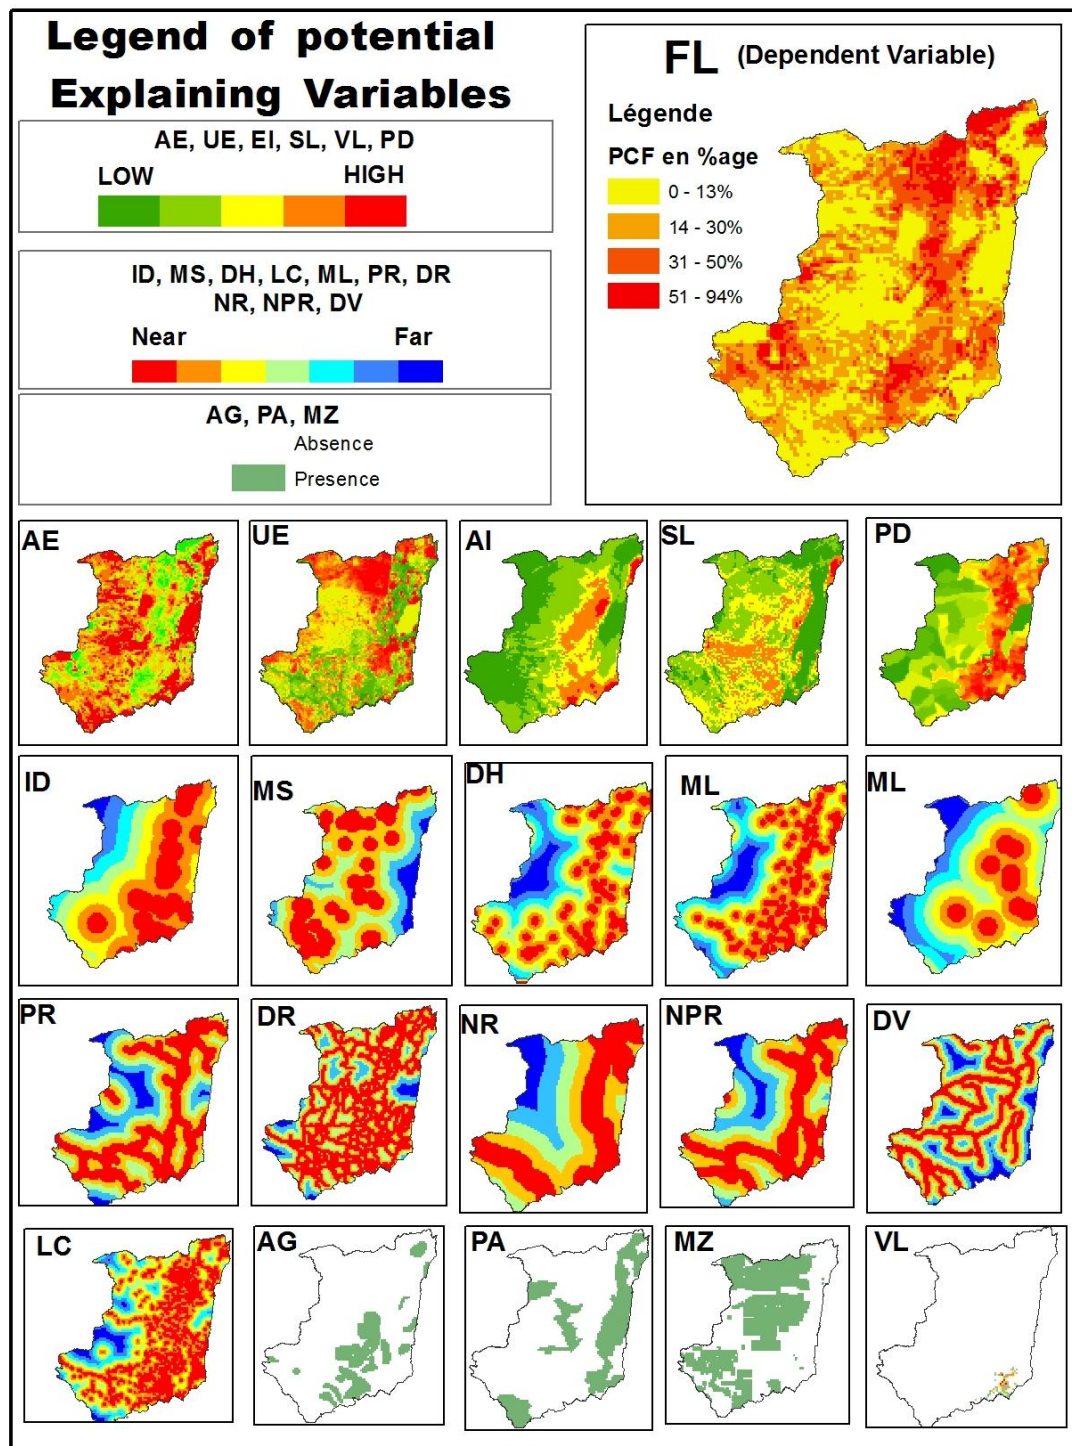 Legend of potential
Explaining Variables
AE, UE, EI, SL, VL, PD
LOW HIGH
ID, MS, DH, LC, ML, PR, DR
NR, NPR, DV
Near Far
AG, PA, MZ
Absence
Presence
FL (Dependent Variable)
Légende
PCF en %age
0 - 13%
14 - 30%
31 - 50%
51 - 94%
AE UE AI SL PD
ID MS DH ML ML
PR DR NR NPR DV
LC AG PA MZ VL